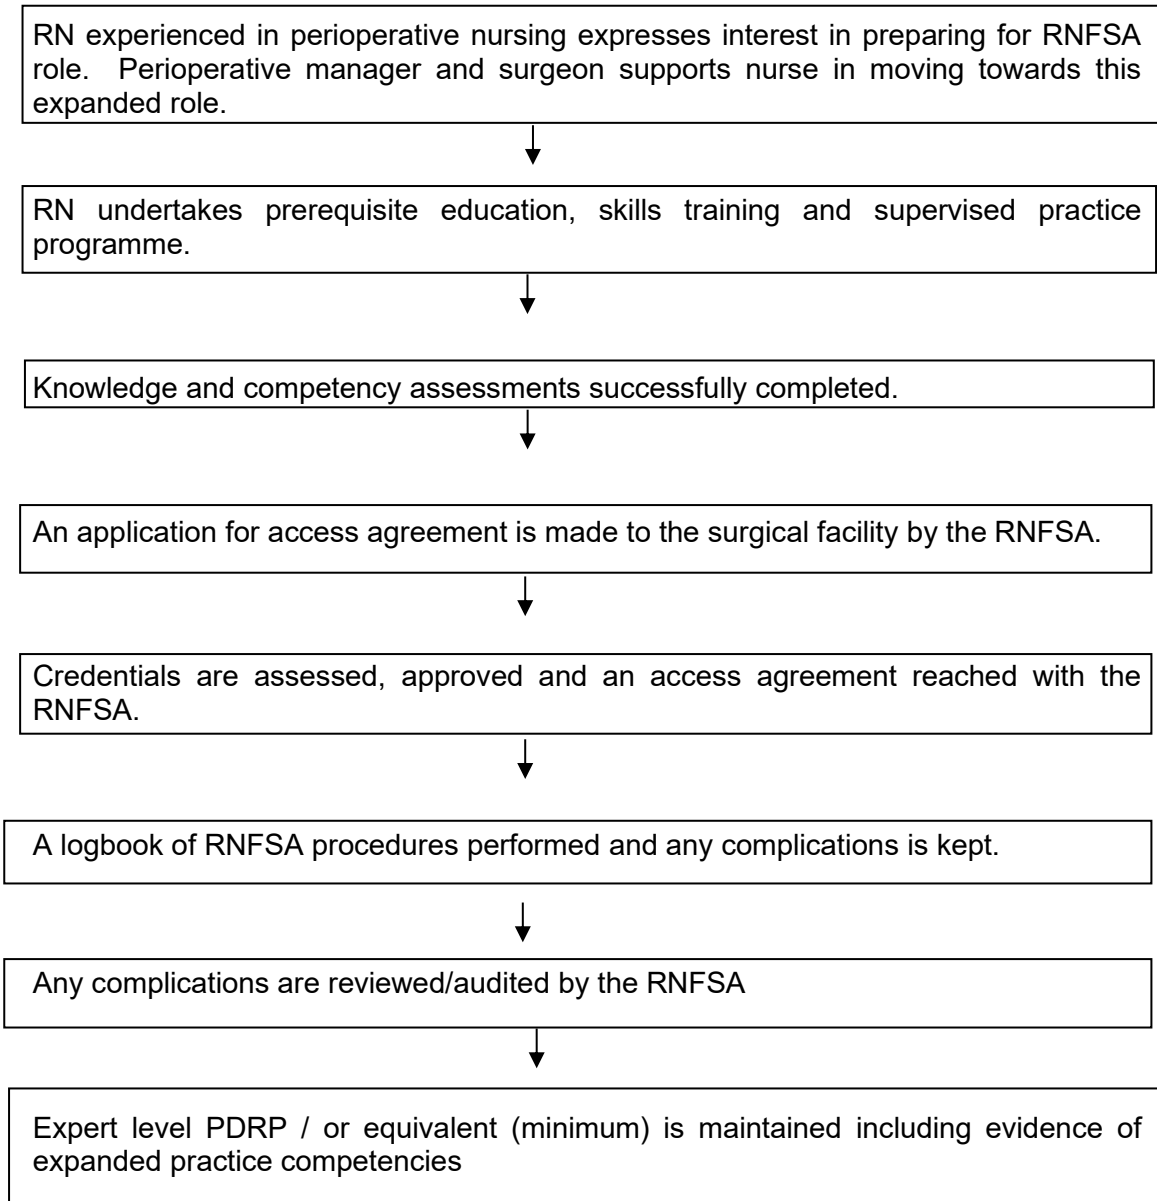 RN experienced in perioperative nursing expresses interest in preparing for RNFSA
role.  Perioperative manager and surgeon supports nurse in moving towards this
expanded role.
RN undertakes prerequisite education, skills training and supervised practice
programme.
Knowledge and competency assessments successfully completed.
An application for access agreement is made to the surgical facility by the RNFSA.
Credentials are assessed, approved and an access agreement reached with the
RNFSA.
A logbook of RNFSA procedures performed and any complications is kept.
Any complications are reviewed/audited by the RNFSA
Expert level PDRP / or equivalent (minimum) is maintained including evidence of
expanded practice competencies